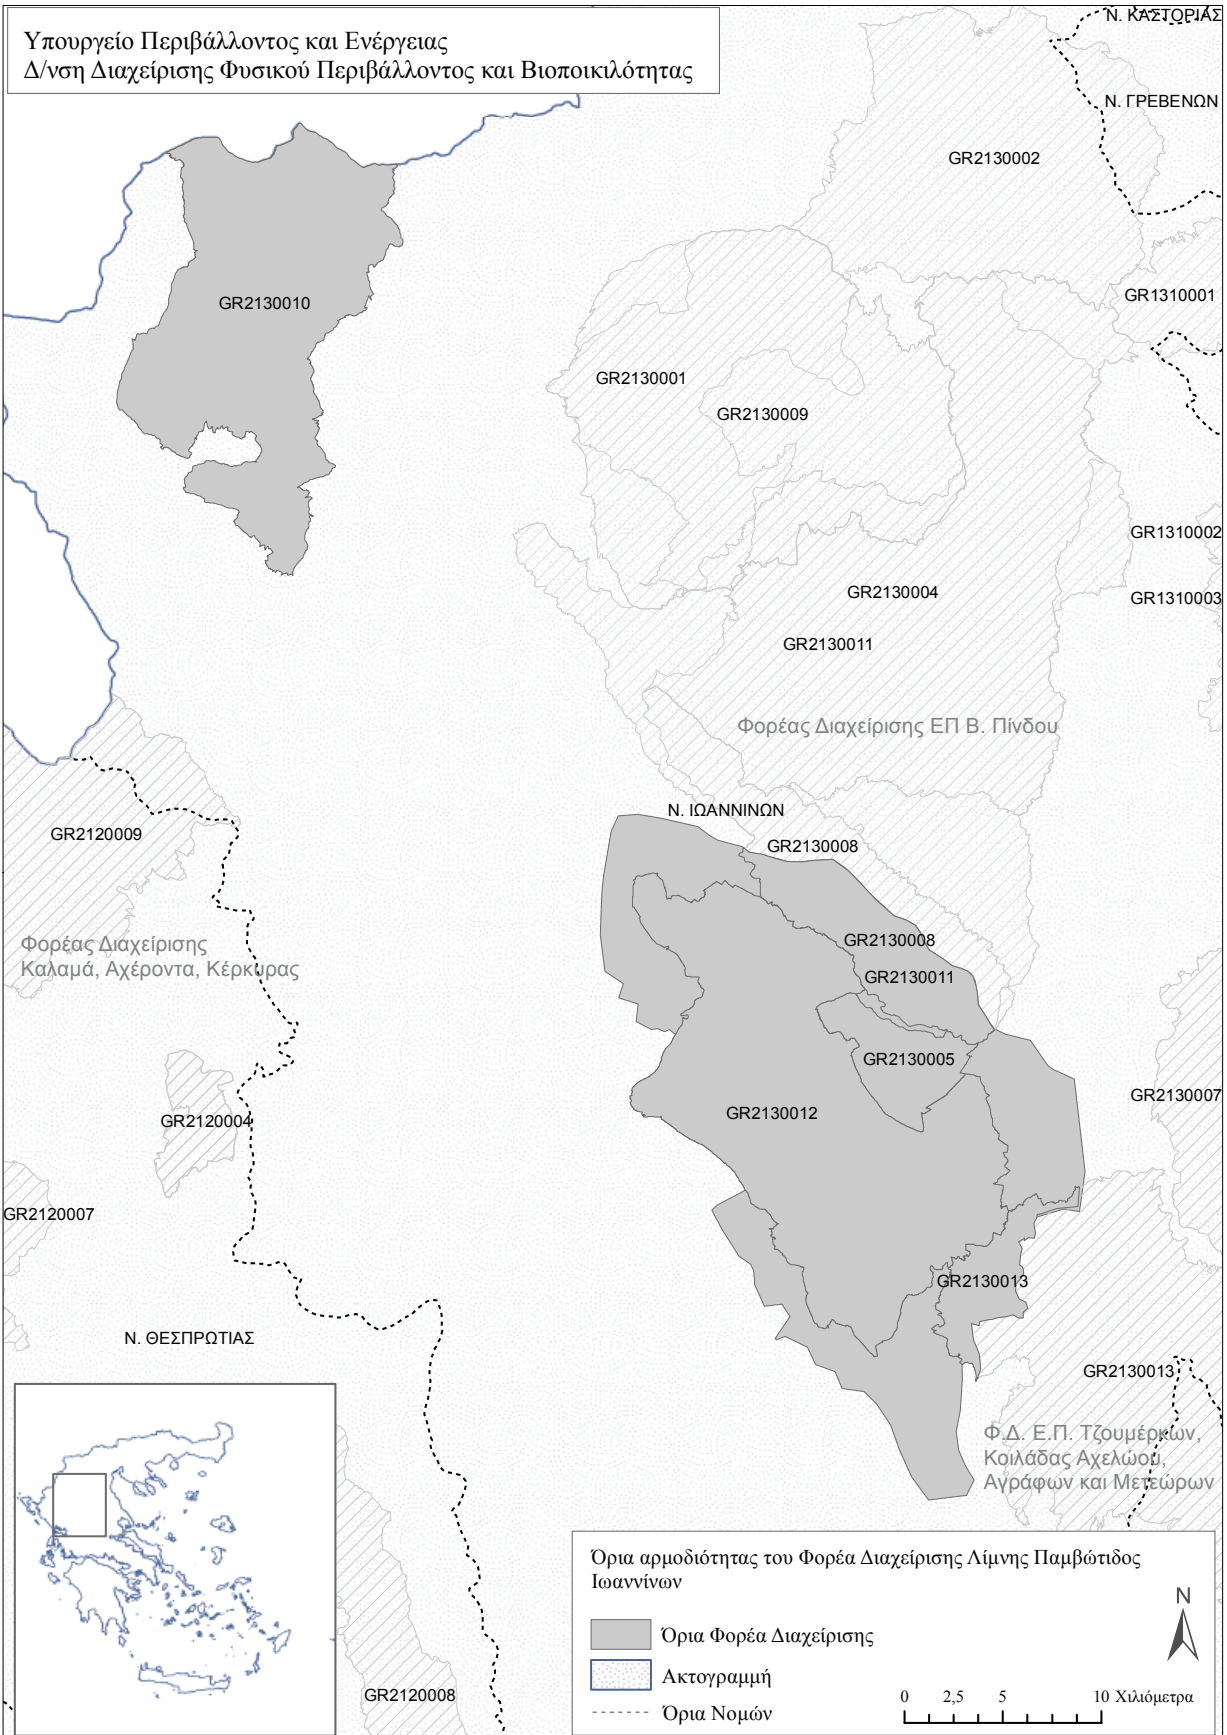 Υπουργείο Περιβάλλοντος και Ενέργειας
Δ/νση Διαχείρισης Φυσικού Περιβάλλοντος και Βιοποικιλότητας
Ν. ΚΑΣΤΟΡΙΑΣ
Ν. ΓΡΕΒΕΝΩΝ
GR2130002
GR1310001
GR2130010
GR2130001
GR2130009
GR1310002
GR2130004
GR1310003
GR2130011
Φορέας Διαχείρισης ΕΠ Β. Πίνδου
Ν. ΙΩΑΝΝΙΝΩΝ
GR2120009
GR2130008
Φορέας Διαχείρισης
Καλαμά, Αχέροντα, Κέρκυρας
GR2130008
GR2130011
GR2130005
GR2130007
GR2130012
GR2120004
GR2120007
GR2130013
Ν. ΘΕΣΠΡΩΤΙΑΣ
GR2130013
Φ.Δ. Ε.Π. Τζουμέρκων,
Κοιλάδας Αχελώου,
Αγράφων και Μετεώρων
GR2120008
Όρια αρμοδιότητας του Φορέα Διαχείρισης Λίμνης Παμβώτιδος
Ιωαννίνων
Όρια Φορέα Διαχείρισης
Ακτογραμμή
Όρια Νομών
N
0 2,5 5 10 Χιλιόμετρα